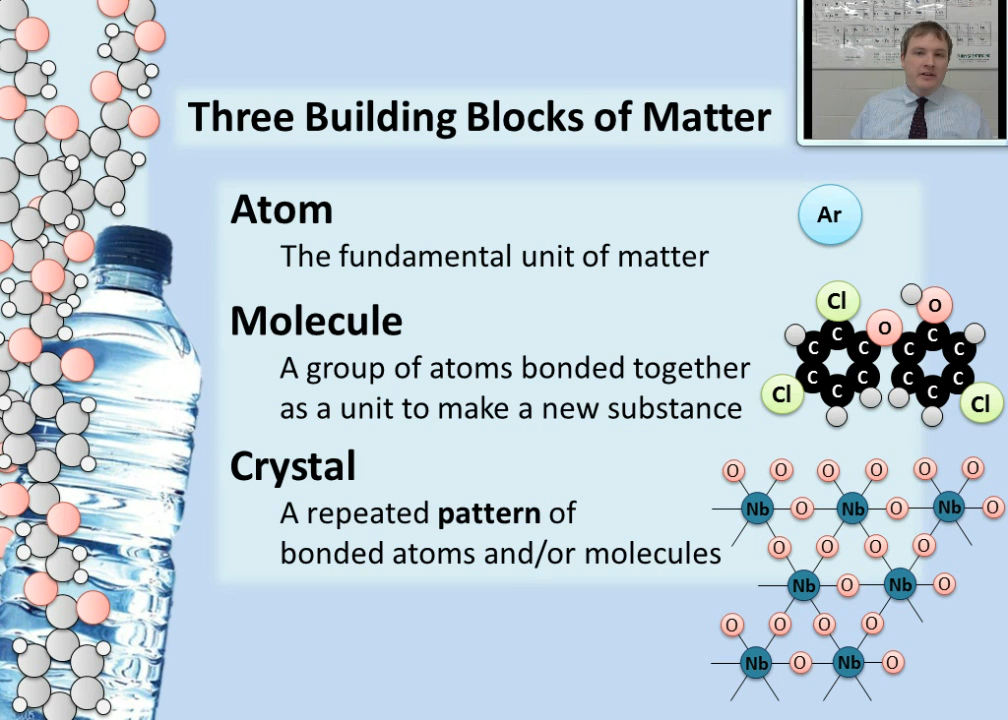 Three Building Blocks of Matter
Atom
The fundamental unit of matter
Ar
Molecule
A group of atoms bonded together
as a unit to make a new substance
Cl O O
C C C C C C
C C C C C C
Cl Cl
Crystal
A repeated pattern of
bonded atoms and/or molecules
O O O O O O
Nb O Nb O Nb O
O O O O
Nb O Nb O
O O O O
Nb O Nb O